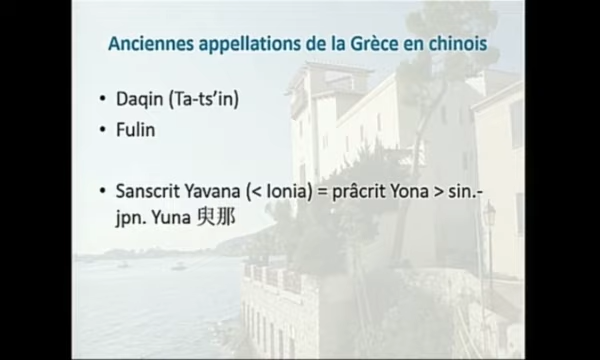 Anciennes appellations de la Grèce en chinois
• Daqin (Ta-ts’in)
• Fulin
• Sanscrit Yavana (< Ionia) = prâcrit Yona > sin.-
jpn. Yuna 臾那